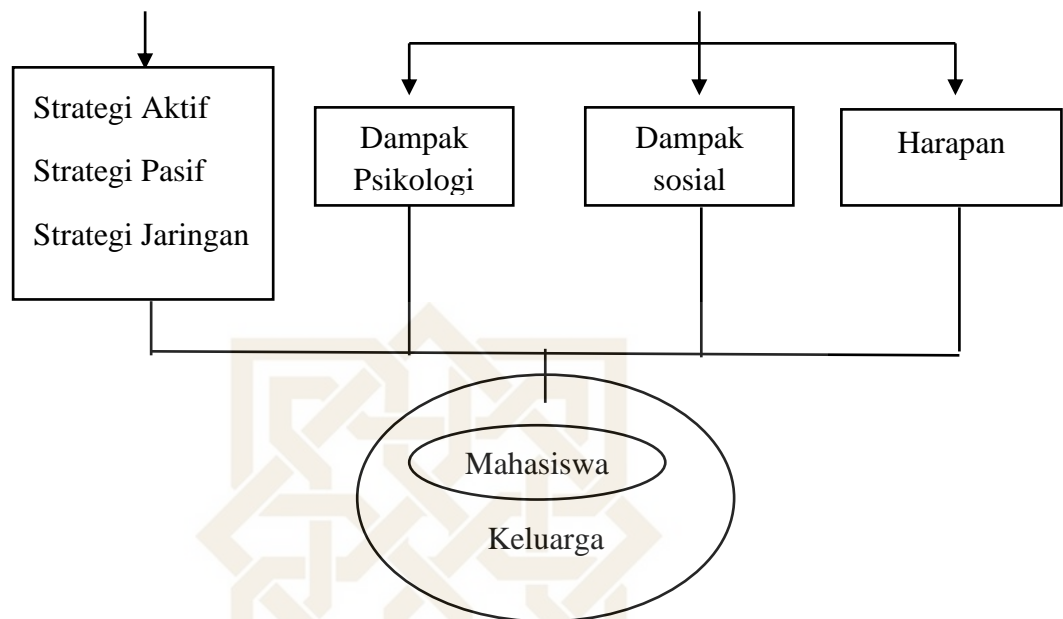 Strategi Aktif
Strategi Pasif
Strategi Jaringan
Dampak
Psikologi
Dampak
sosial
Harapan
Mahasiswa
Keluarga